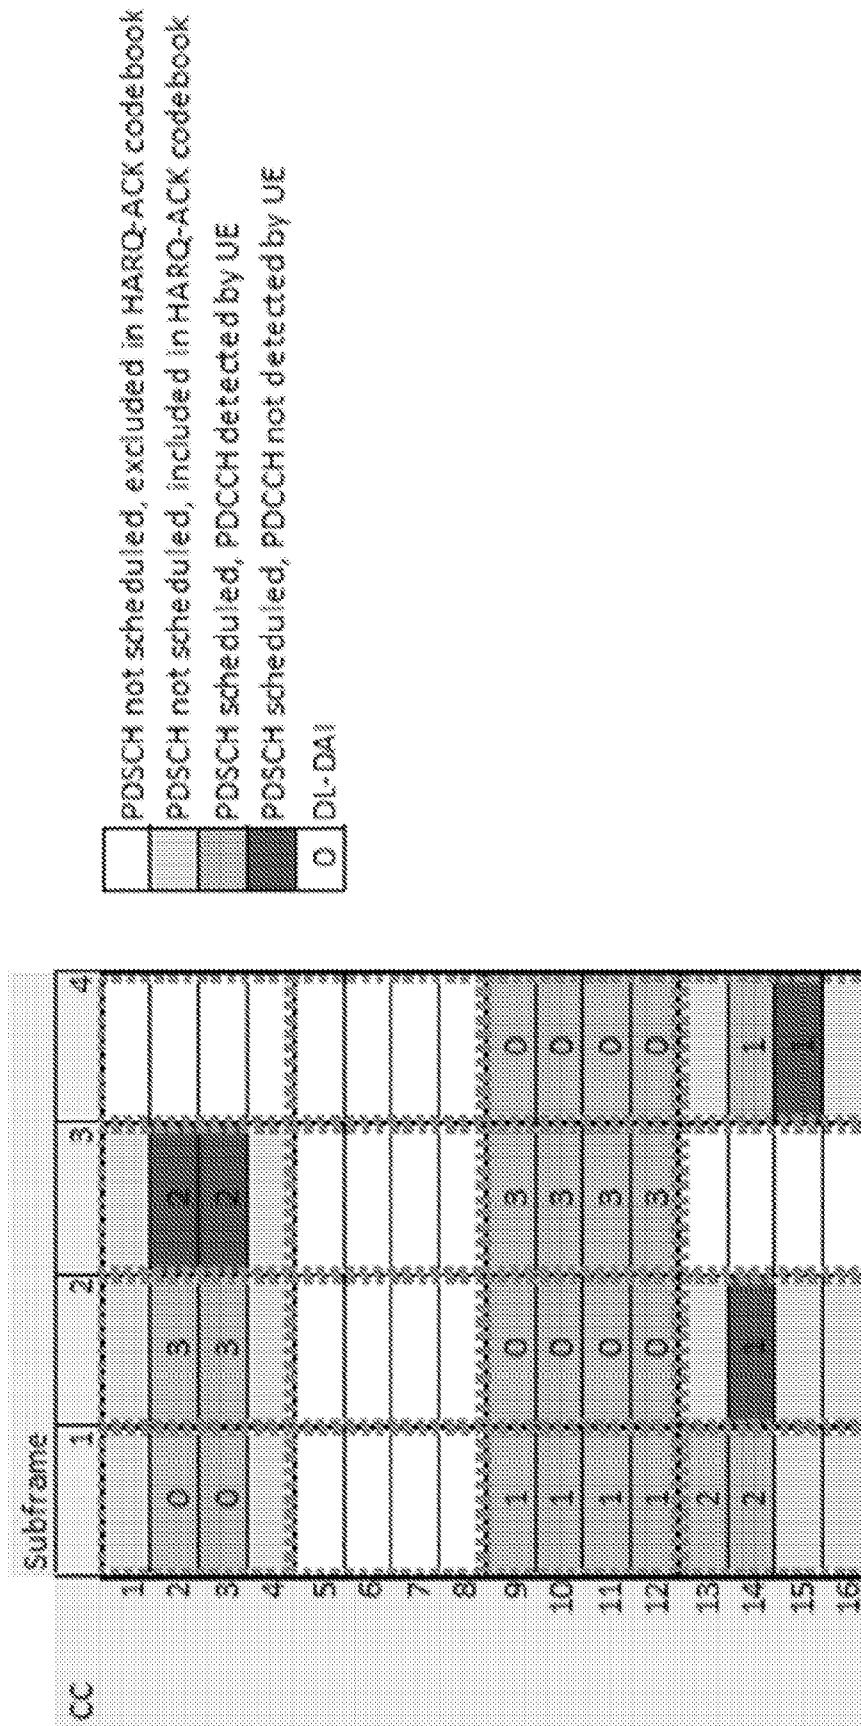 Subframe
CC 1 2 3 4
1
2 0 3 2
3 0 3 2
4
5
6
7
8
9 1 0 3 0
10 1 0 3 0
11 1 0 3 0
12 1 0 3 0
13 2
14 2 1 1
15 1
16
PDSCH not scheduled, excluded in HARQ-ACK codebook
PDSCH not scheduled, included in HARQ-ACK codebook
PDSCH scheduled, PDCCH detected by UE
PDSCH scheduled, PDCCH not detected by UE
0 DL-DAI